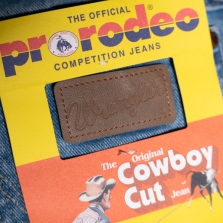 THE OFFICIAL
prorodeo
COMPETITION JEANS
Wrangler
The Original
Cowboy
Cut Jean